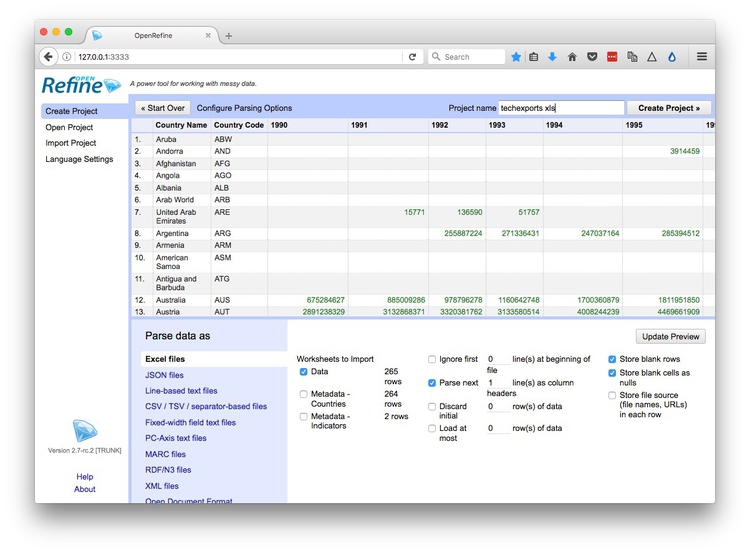 OpenRefine
127.0.0.1:3333
Search
OPEN
Refine
A power tool for working with messy data.
Create Project
Open Project
Import Project
Language Settings
« Start Over
Configure Parsing Options
Project name techexports xls
Create Project »
Country Name Country Code 1990 1991 1992 1993 1994 1995 199
1. Aruba ABW
2. Andorra AND 3914459
3. Afghanistan AFG
4. Angola AGO
5. Albania ALB
6. Arab World ARB
7. United Arab ARE 15771 136590 51757
Emirates
8. Argentina ARG 255887224 271336431 247037164 285394512
9. Armenia ARM
10. American ASM
Samoa
11. Antigua and ATG
Barbuda
12. Australia AUS 675284627 885009286 978796278 1160642748 1700360879 1811951850
13. Austria AUT 2891238329 3132868371 3320381762 3133580514 4008244239 4469661909
Parse data as
Update Preview
Excel files
JSON files
Line-based text files
CSV / TSV / separator-based files
Fixed-width field text files
PC-Axis text files
MARC files
RDF/N3 files
XML files
Open Document Format
Worksheets to Import
Data 265
rows
Metadata - 264
Countries rows
Metadata - 2 rows
Indicators
Ignore first 0 line(s) at beginning of
file
Parse next 1 line(s) as column
headers
Discard 0 row(s) of data
initial
Load at 0 row(s) of data
most
Store blank rows
Store blank cells as
nulls
Store file source
(file names, URLs)
in each row
Version 2.7-rc.2 [TRUNK]
Help
About